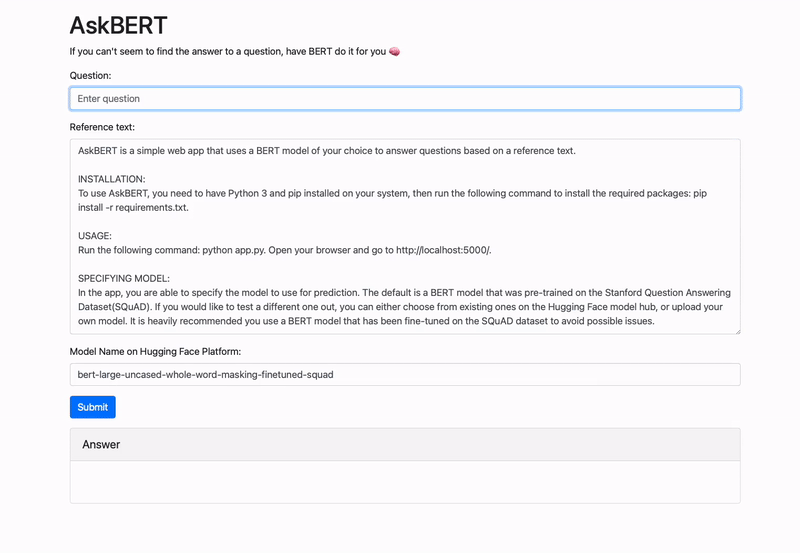 AskBERT
If you can't seem to find the answer to a question, have BERT do it for you 🧠
Question:
Enter question
Reference text:
AskBERT is a simple web app that uses a BERT model of your choice to answer questions based on a reference text.
INSTALLATION:
To use AskBERT, you need to have Python 3 and pip installed on your system, then run the following command to install the required packages: pip
install -r requirements.txt.
USAGE:
Run the following command: python app.py. Open your browser and go to http://localhost:5000/.
SPECIFYING MODEL:
In the app, you are able to specify the model to use for prediction. The default is a BERT model that was pre-trained on the Stanford Question Answering
Dataset(SQuAD). If you would like to test a different one out, you can either choose from existing ones on the Hugging Face model hub, or upload your
own model. It is heavily recommended you use a BERT model that has been fine-tuned on the SQuAD dataset to avoid possible issues.
Model Name on Hugging Face Platform:
bert-large-uncased-whole-word-masking-finetuned-squad
Submit
Answer